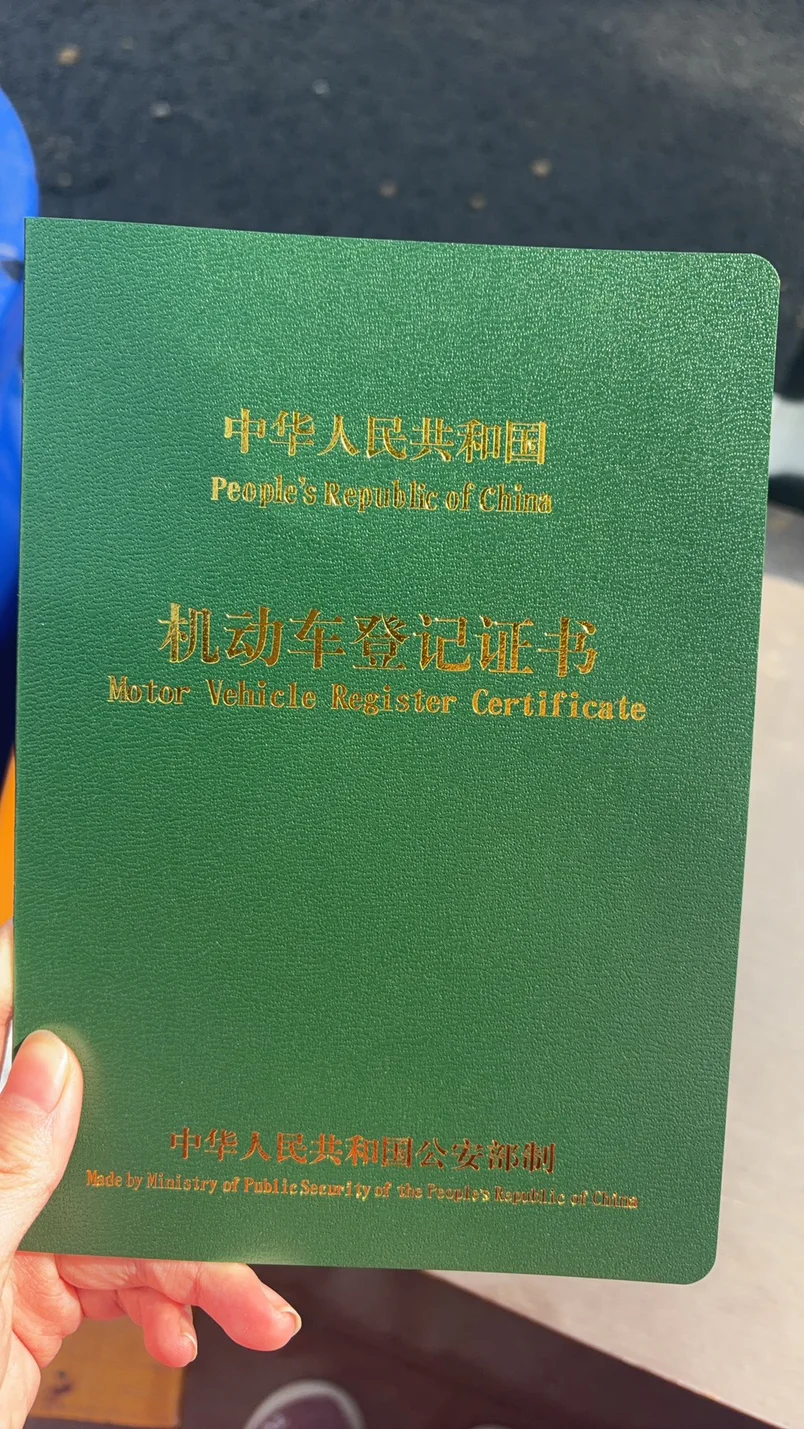 中华人民共和国
People's Republic of China
机动车登记证书
Motor Vehicle Register Certificate
中华人民共和国公安部制
Made by Ministry of Public Security of the People's Republic of China